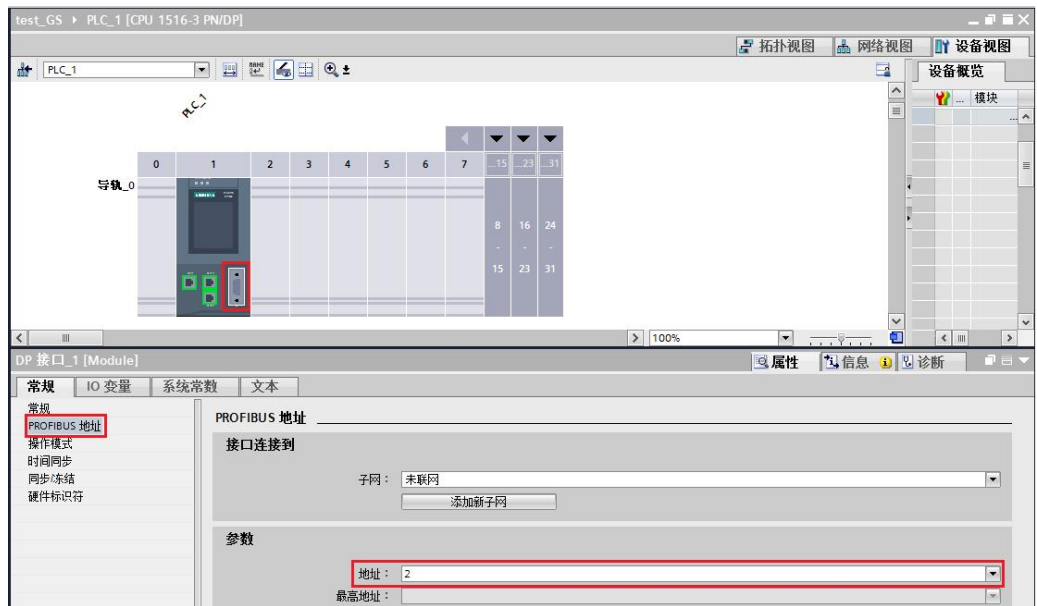 test_GS ▸ PLC_1 [CPU 1516-3 PN/DP]
拓扑视图 网络视图 设备视图
PLC_1
设备概览
... 模块
...
PLC_1
0 1 2 3 4 5 6 7 ...15 ...23 ...31
导轨_0
8 16 24
- - -
15 23 31
100%
DP 接口_1 [Module]
属性 信息 诊断
常规 IO 变量 系统常数 文本
常规
PROFIBUS 地址
操作模式
时间同步
同步/冻结
硬件标识符
PROFIBUS 地址
接口连接到
子网： 未联网
添加新子网
参数
地址： 2
最高地址：